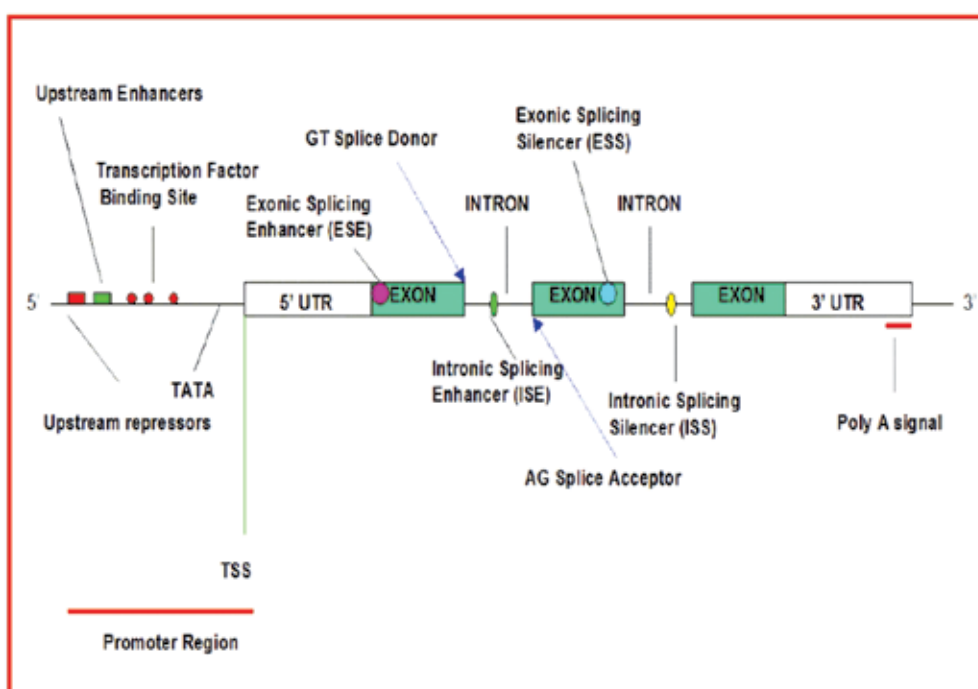 Upstream Enhancers
Transcription Factor
Binding Site
GT Splice Donor
Exonic Splicing
Enhancer (ESE)
INTRON
Exonic Splicing
Silencer (ESS)
INTRON
5'
5' UTR
EXON
EXON
EXON
3' UTR
3'
TATA
Upstream repressors
Intronic Splicing
Enhancer (ISE)
Intronic Splicing
Silencer (ISS)
Poly A signal
AG Splice Acceptor
TSS
Promoter Region